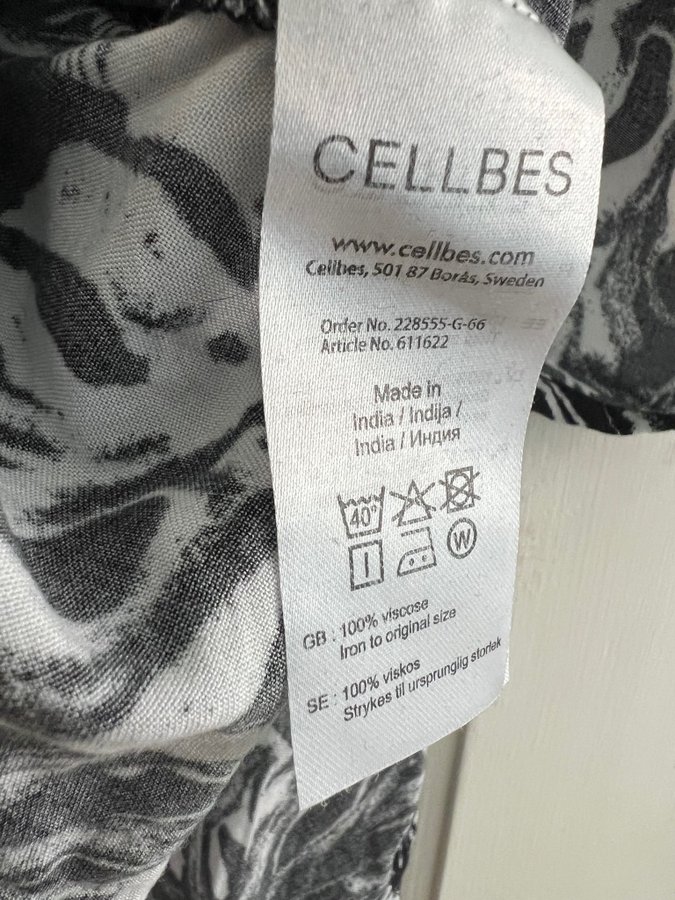 CELLBES
www.cellbes.com
Cellbes, 501 87 Borås, Sweden
Order No. 228555-G-66
Article No. 611622
Made in
India / Indija /
India / Индия
40°
W
GB : 100% viscose
Iron to original size
SE : 100% viskos
Strykes til ursprunglig storlek